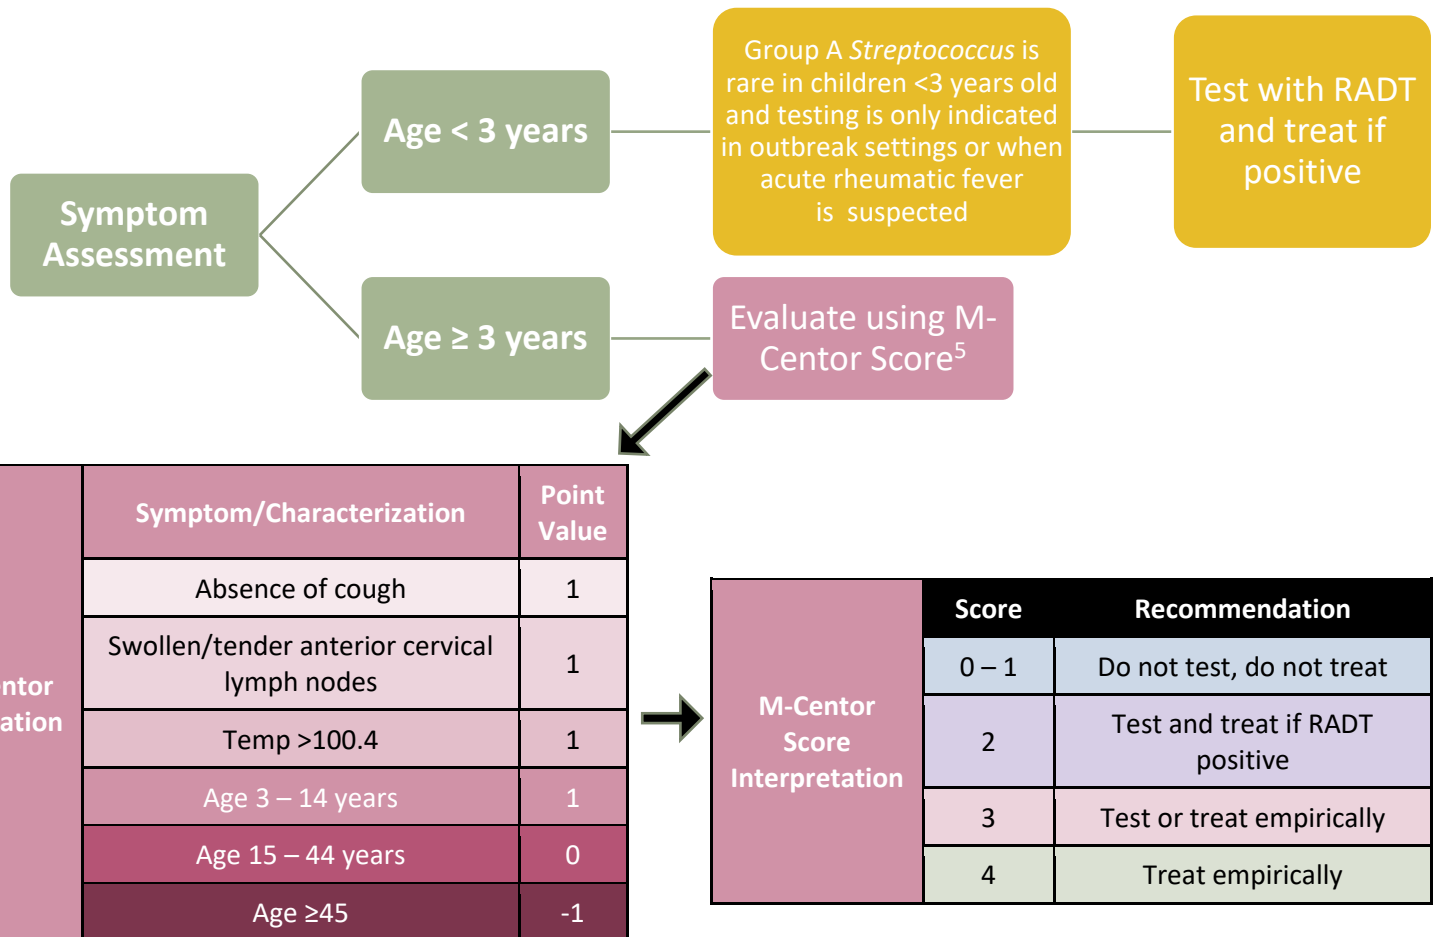 Group A Streptococcus is
rare in children <3 years old
and testing is only indicated
in outbreak settings or when
acute rheumatic fever
is suspected
Test with RADT
and treat if
positive
Age < 3 years
Symptom
Assessment
Age ≥ 3 years
Evaluate using M-
Centor Score5
Symptom/Characterization
Point
Value
Absence of cough
1
Swollen/tender anterior cervical
lymph nodes
1
Temp >100.4
1
Age 3 – 14 years
1
Age 15 – 44 years
0
Age ≥45
-1
entor
ation
M-Centor
Score
Interpretation
Score
Recommendation
0 – 1
Do not test, do not treat
2
Test and treat if RADT
positive
3
Test or treat empirically
4
Treat empirically